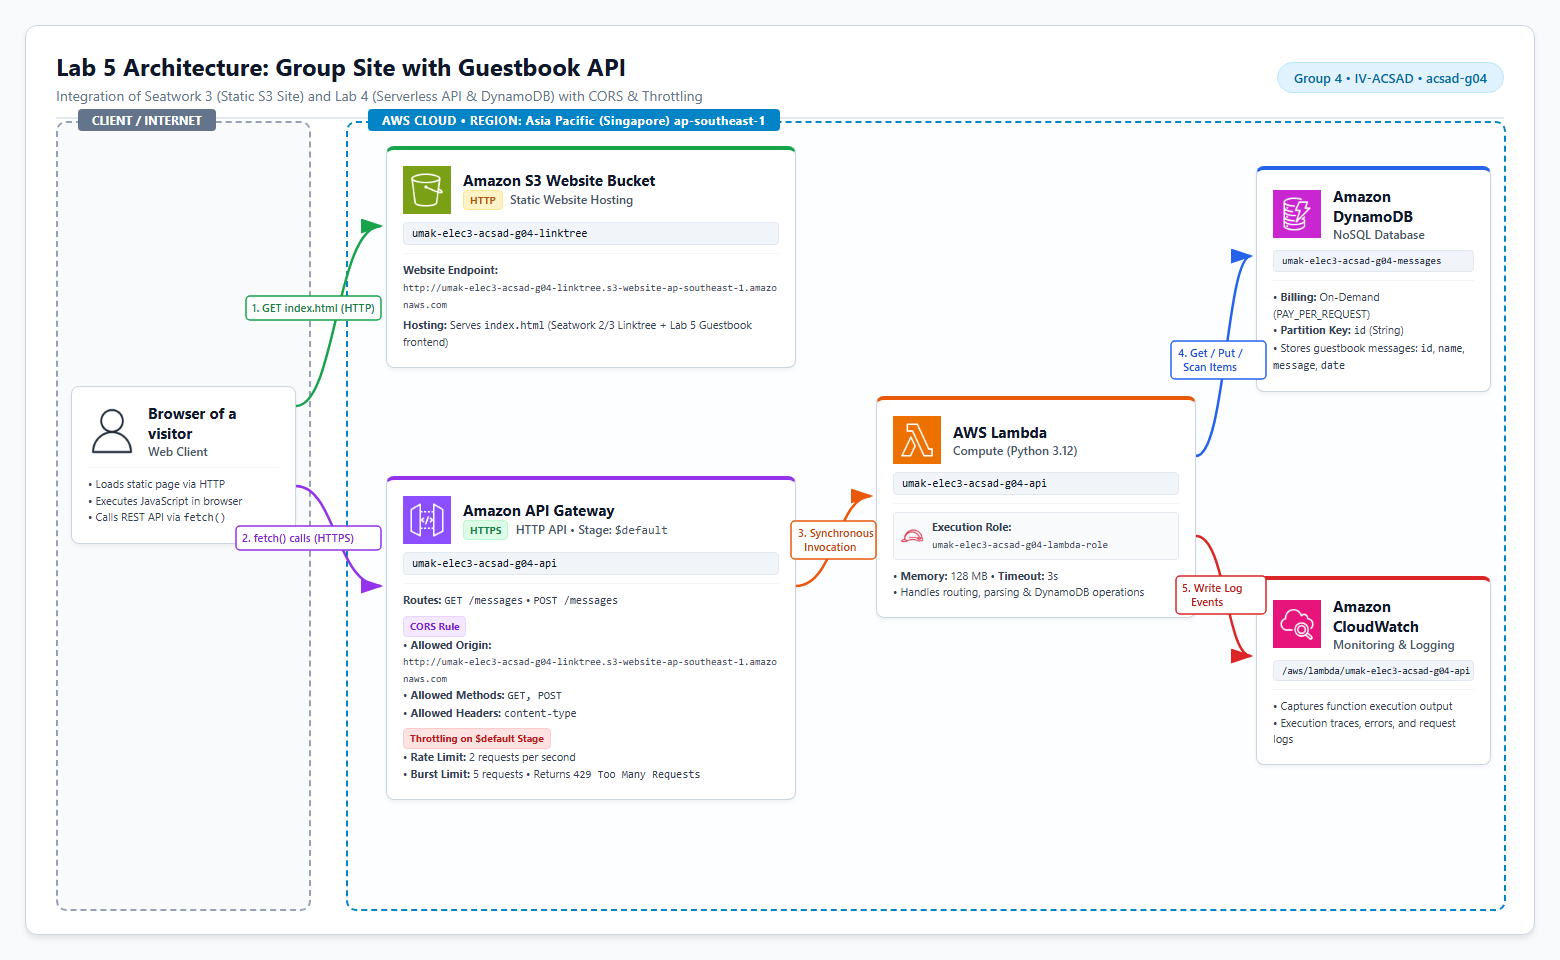 Lab 5 Architecture: Group Site with Guestbook API
Integration of Seatwork 3 (Static S3 Site) and Lab 4 (Serverless API & DynamoDB) with CORS & Throttling
Group 4 • IV-ACSAD • acsad-g04
CLIENT / INTERNET
AWS CLOUD • REGION: Asia Pacific (Singapore) ap-southeast-1
Browser of a
visitor
Web Client
• Loads static page via HTTP
• Executes JavaScript in browser
• Calls REST API via fetch()
1. GET index.html (HTTP)
2. fetch() calls (HTTPS)
Amazon S3 Website Bucket
HTTP Static Website Hosting
umak-elec3-acsad-g04-linktree
Website Endpoint:
http://umak-elec3-acsad-g04-linktree.s3-website-ap-southeast-1.amazo
naws.com
Hosting: Serves index.html (Seatwork 2/3 Linktree + Lab 5 Guestbook
frontend)
Amazon API Gateway
HTTPS HTTP API • Stage: $default
umak-elec3-acsad-g04-api
Routes: GET /messages • POST /messages
CORS Rule
• Allowed Origin:
http://umak-elec3-acsad-g04-linktree.s3-website-ap-southeast-1.amazo
naws.com
• Allowed Methods: GET, POST
• Allowed Headers: content-type
Throttling on $default Stage
• Rate Limit: 2 requests per second
• Burst Limit: 5 requests • Returns 429 Too Many Requests
3. Synchronous
Invocation
AWS Lambda
Compute (Python 3.12)
umak-elec3-acsad-g04-api
Execution Role:
umak-elec3-acsad-g04-lambda-role
• Memory: 128 MB • Timeout: 3s
• Handles routing, parsing & DynamoDB operations
4. Get / Put /
Scan Items
5. Write Log
Events
Amazon
DynamoDB
NoSQL Database
umak-elec3-acsad-g04-messages
• Billing: On-Demand
(PAY_PER_REQUEST)
• Partition Key: id (String)
• Stores guestbook messages: id, name,
message, date
Amazon
CloudWatch
Monitoring & Logging
/aws/lambda/umak-elec3-acsad-g04-api
• Captures function execution output
• Execution traces, errors, and request
logs